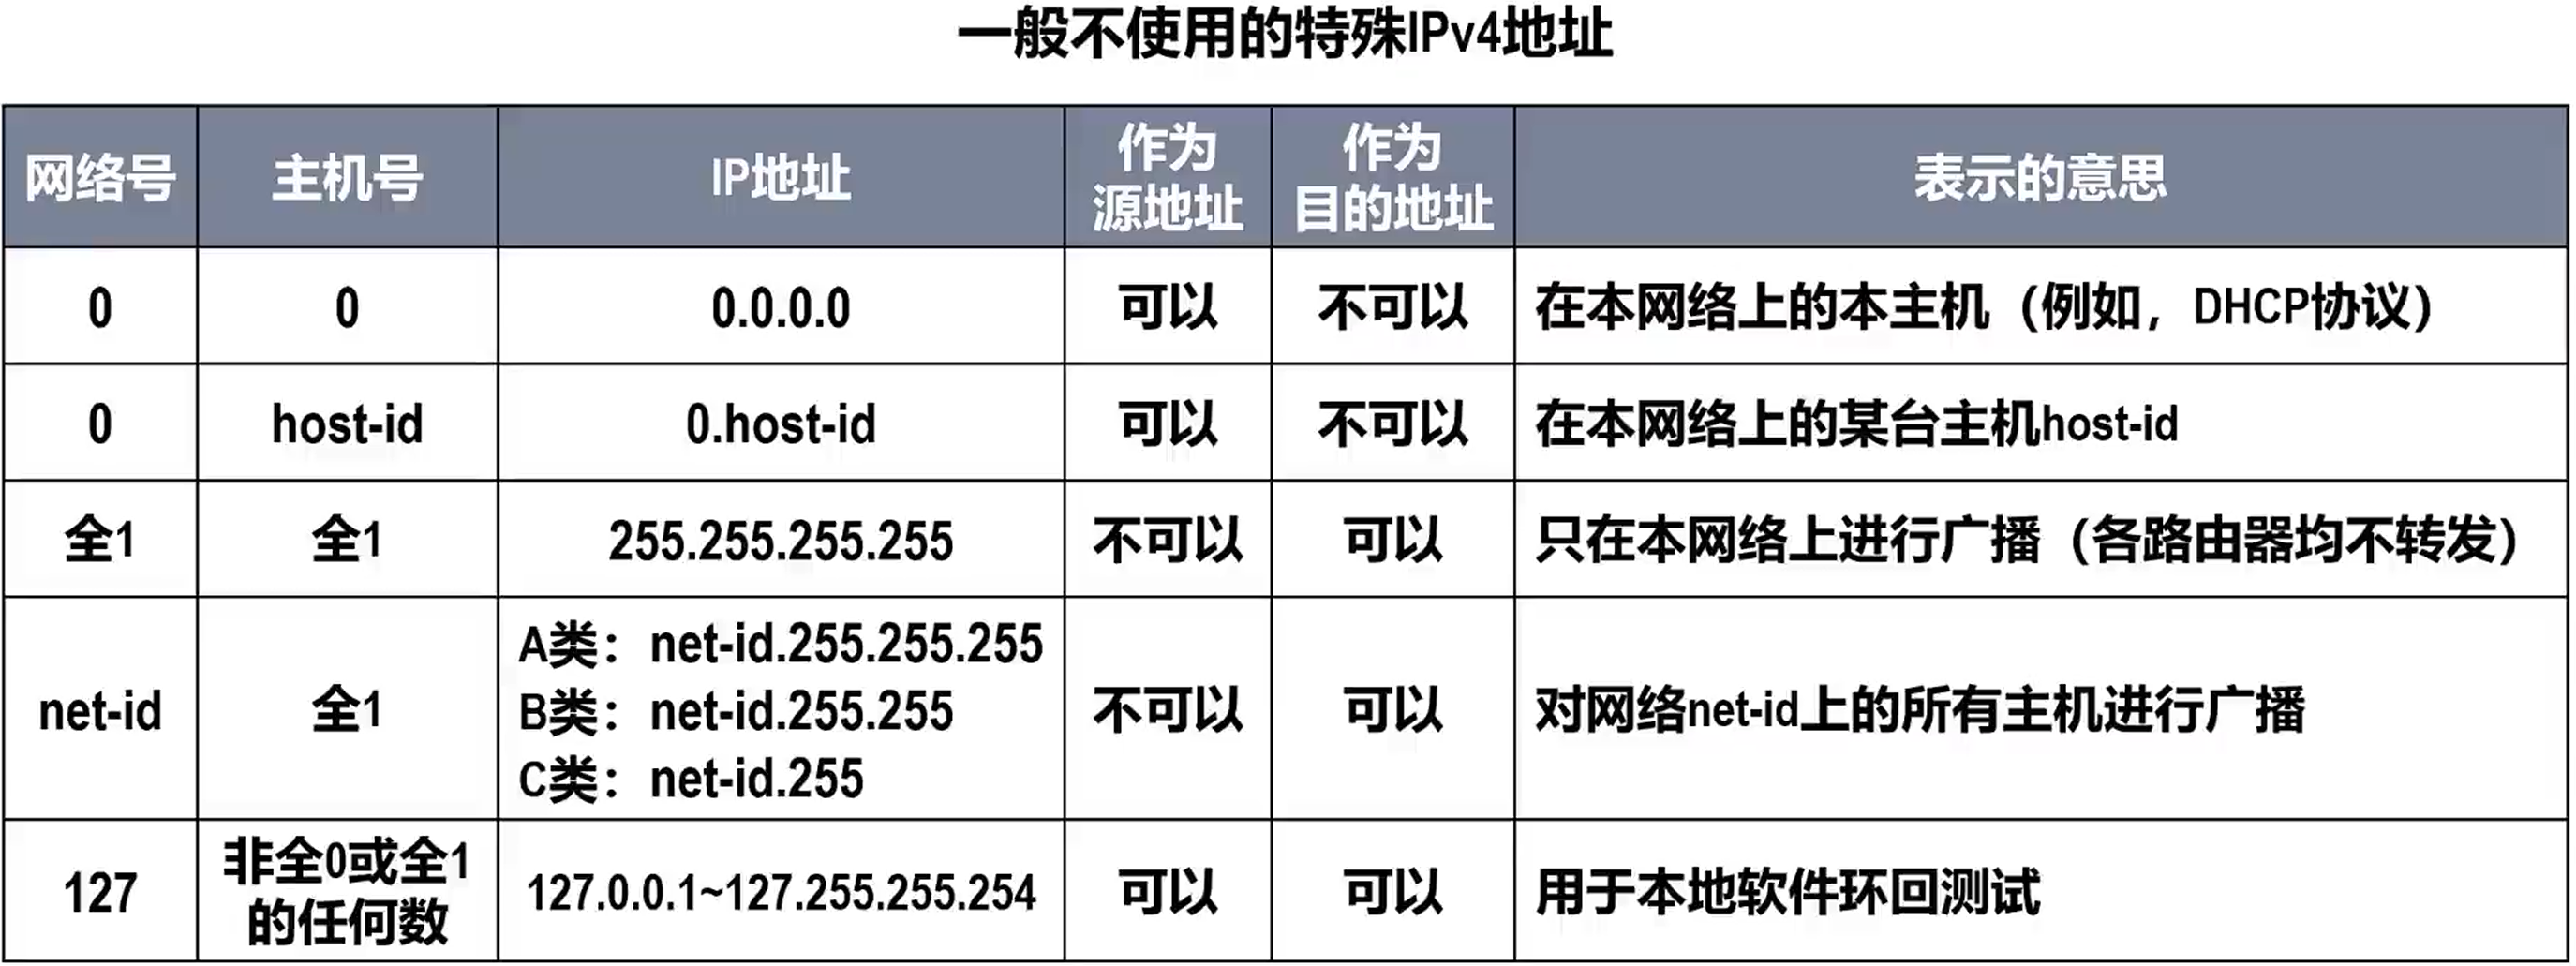 一般不使用的特殊IPv4地址
网络号 主机号 IP地址 作为源地址 作为目的地址 表示的意思
0 0 0.0.0.0 可以 不可以 在本网络上的本主机（例如，DHCP协议）
0 host-id 0.host-id 可以 不可以 在本网络上的某台主机host-id
全1 全1 255.255.255.255 不可以 可以 只在本网络上进行广播（各路由器均不转发）
net-id 全1 A类：net-id.255.255.255
B类：net-id.255.255
C类：net-id.255
不可以 可以 对网络net-id上的所有主机进行广播
127 非全0或全1的任何数 127.0.0.1~127.255.255.254 可以 可以 用于本地软件环回测试